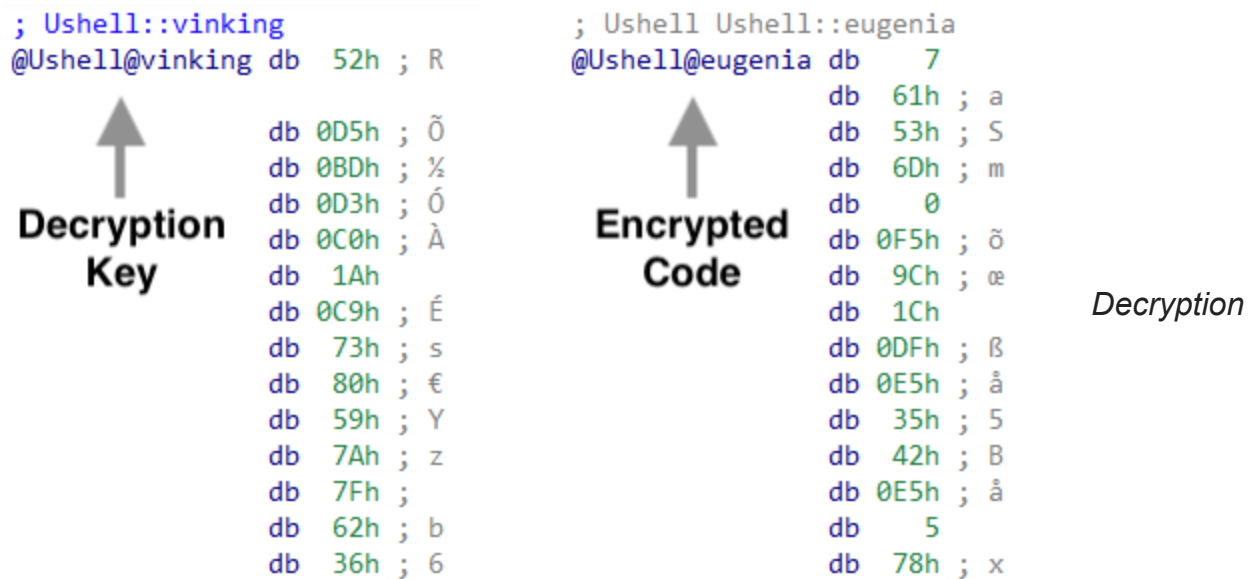 ; Ushell::vinking
@Ushell@vinking db 52h ; R
db 0D5h ; Õ
db 0BDh ; ½
db 0D3h ; Ó
db 0C0h ; À
db 1Ah
db 0C9h ; É
db 73h ; s
db 80h ; €
db 59h ; Y
db 7Ah ; z
db 7Fh ;
db 62h ; b
db 36h ; 6
Decryption
Key
; Ushell Ushell::eugenia
@Ushell@eugenia db 7
db 61h ; a
db 53h ; S
db 6Dh ; m
db 0
db 0F5h ; õ
db 9Ch ; œ
db 1Ch
db 0DFh ; ß
db 0E5h ; å
db 35h ; 5
db 42h ; B
db 0E5h ; å
db 5
db 78h ; x
Encrypted
Code
Decryption